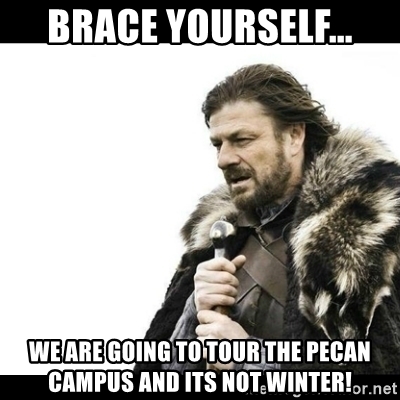 BRACE YOURSELF...
WE ARE GOING TO TOUR THE PECAN
CAMPUS AND ITS NOT WINTER!